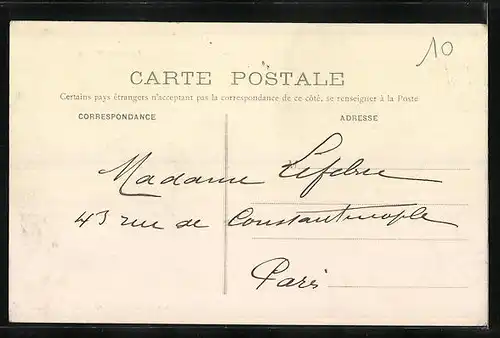 10
CARTE POSTALE
Certains pays étrangers n'acceptant pas la correspondance de ce côté, se renseigner à la Poste
CORRESPONDANCE
ADRESSE
Madame Lefebre
43 rue de Constantinople
Paris